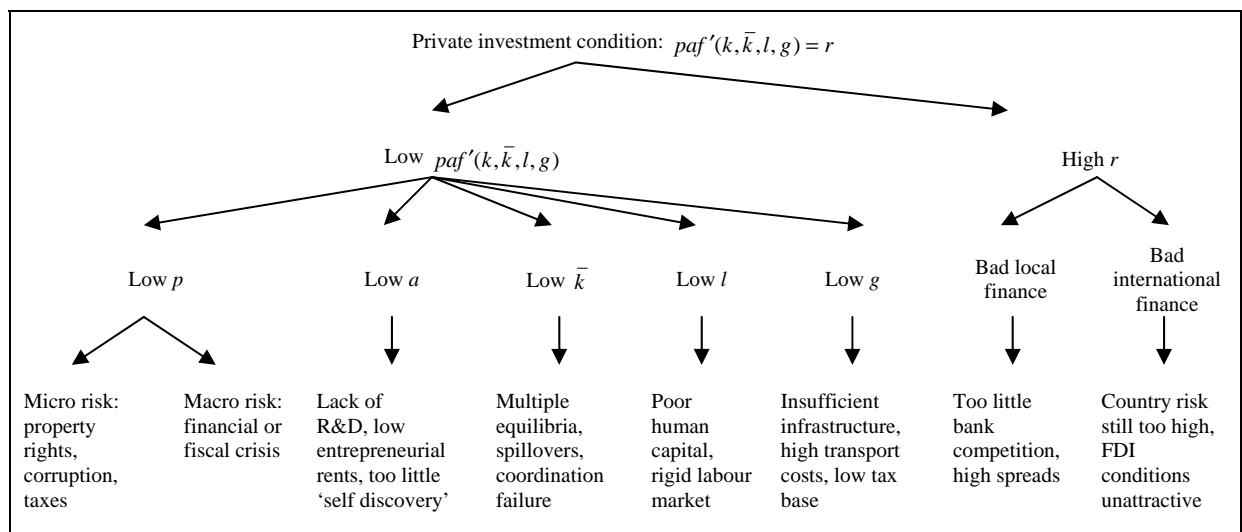 Private investment condition: paf′(k, k̄, l, g) = r
Low paf′(k, k̄, l, g)
High r
Low p
Low a
Low k̄
Low l
Low g
Bad local
finance
Bad
international
finance
Micro risk:
property
rights,
corruption,
taxes
Macro risk:
financial or
fiscal crisis
Lack of
R&D, low
entrepreneurial
rents, too little
‘self discovery’
Multiple
equilibria,
spillovers,
coordination
failure
Poor
human
capital,
rigid labour
market
Insufficient
infrastructure,
high transport
costs, low tax
base
Too little
bank
competition,
high spreads
Country risk
still too high,
FDI
conditions
unattractive